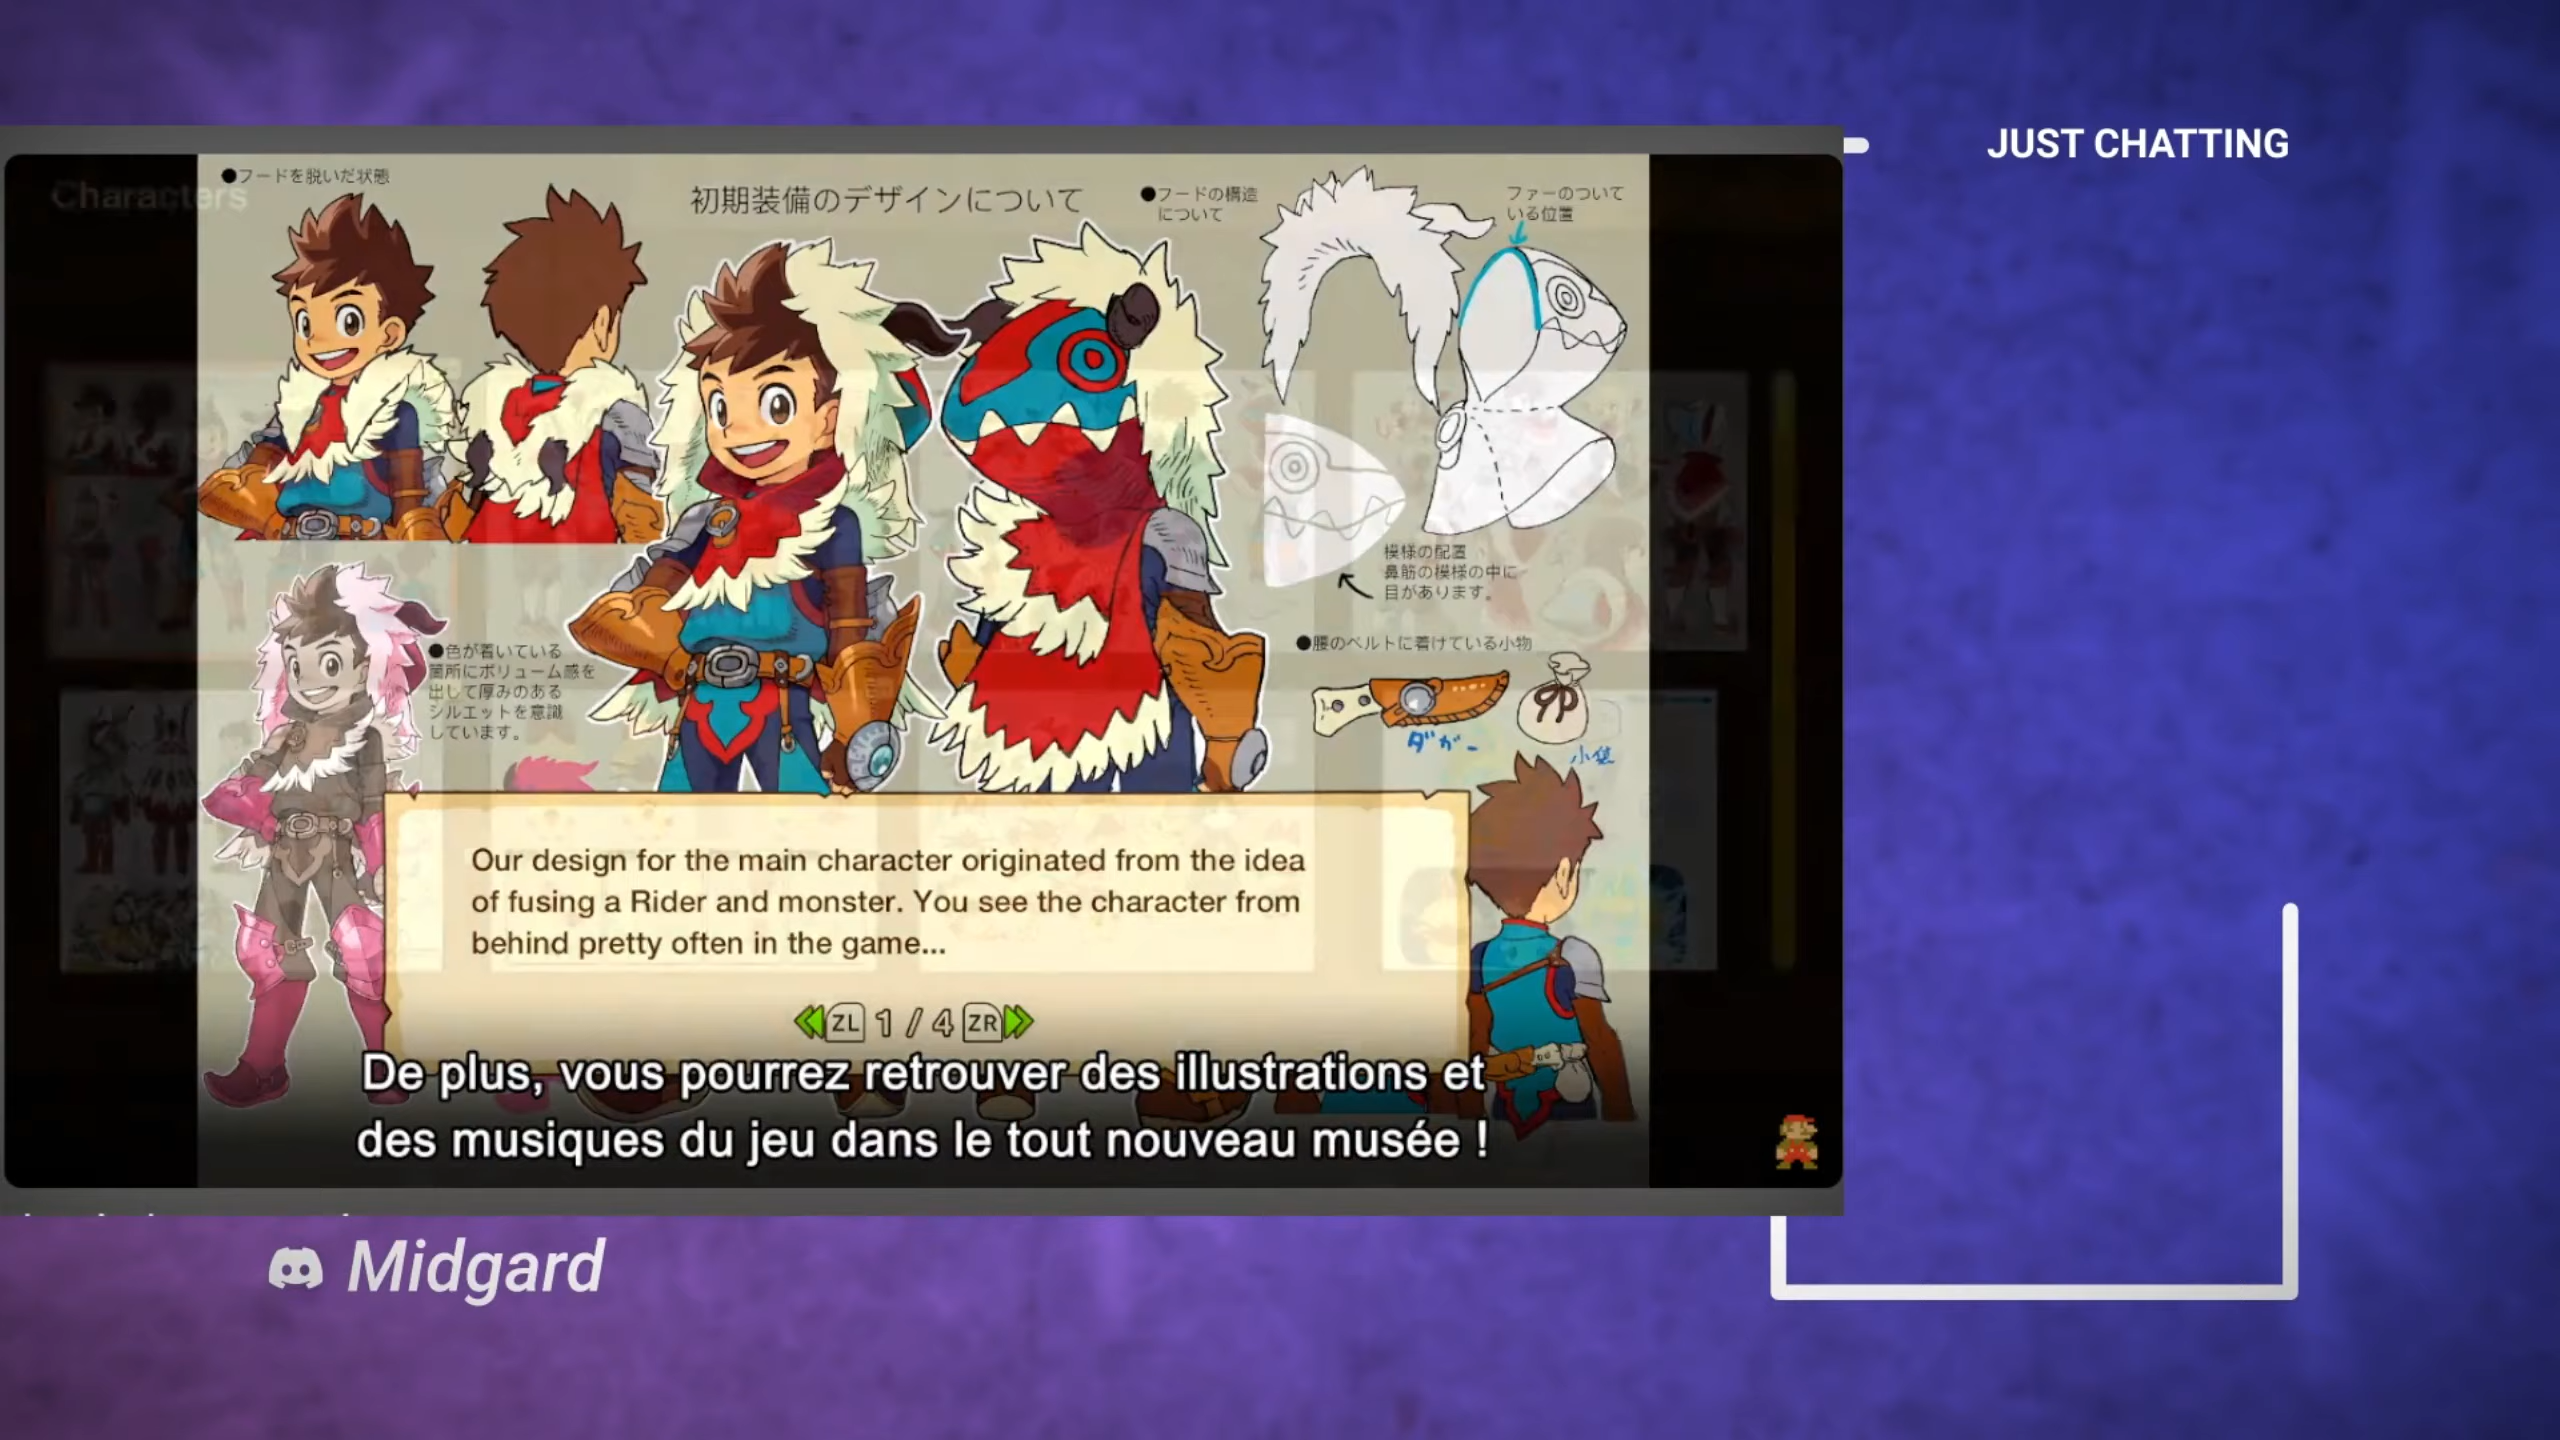 JUST CHATTING
Characters
●フードを脱いだ状態
初期装備のデザインについて
●フードの構造
について
ファーのついて
いる位置
模様の配置
鼻筋の模様の中に
目があります。
●腰のベルトに着けている小物
ダガー
小袋
●色が着いている
箇所にボリューム感を
出して厚みのある
シルエットを意識
しています。
Our design for the main character originated from the idea
of fusing a Rider and monster. You see the character from
behind pretty often in the game...
ZL 1 / 4 ZR
De plus, vous pourrez retrouver des illustrations et
des musiques du jeu dans le tout nouveau musée !
Midgard